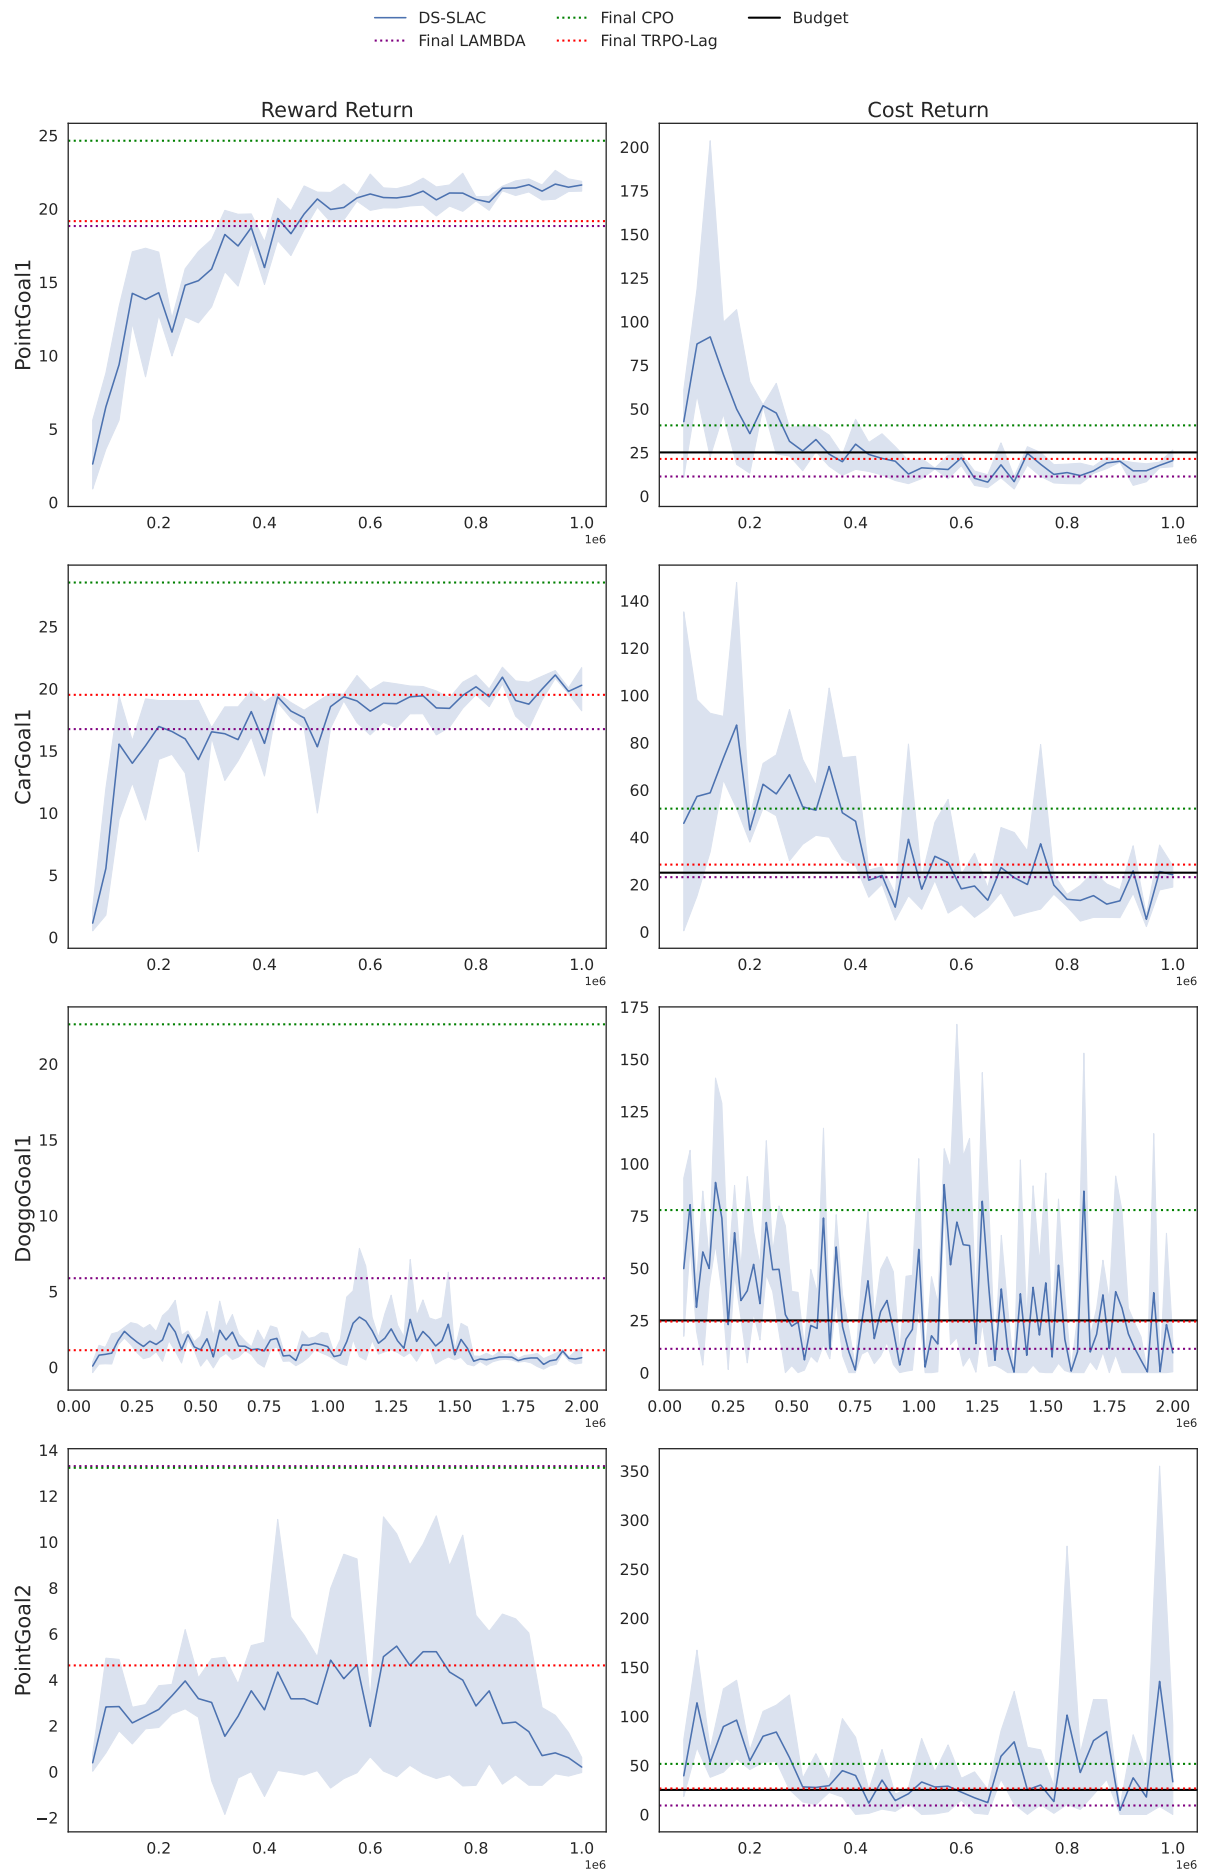 DS-SLAC
Final CPO
Budget
Final LAMBDA
Final TRPO-Lag
Reward Return
Cost Return
PointGoal1
25
20
15
10
5
0
0.2 0.4 0.6 0.8 1.0
1e6
200
175
150
125
100
75
50
25
0
0.2 0.4 0.6 0.8 1.0
1e6
CarGoal1
25
20
15
10
5
0
0.2 0.4 0.6 0.8 1.0
1e6
140
120
100
80
60
40
20
0
0.2 0.4 0.6 0.8 1.0
1e6
DoggoGoal1
20
15
10
5
0
0.00 0.25 0.50 0.75 1.00 1.25 1.50 1.75 2.00
1e6
175
150
125
100
75
50
25
0
0.00 0.25 0.50 0.75 1.00 1.25 1.50 1.75 2.00
1e6
PointGoal2
14
12
10
8
6
4
2
0
−2
0.2 0.4 0.6 0.8 1.0
1e6
350
300
250
200
150
100
50
0
0.2 0.4 0.6 0.8 1.0
1e6